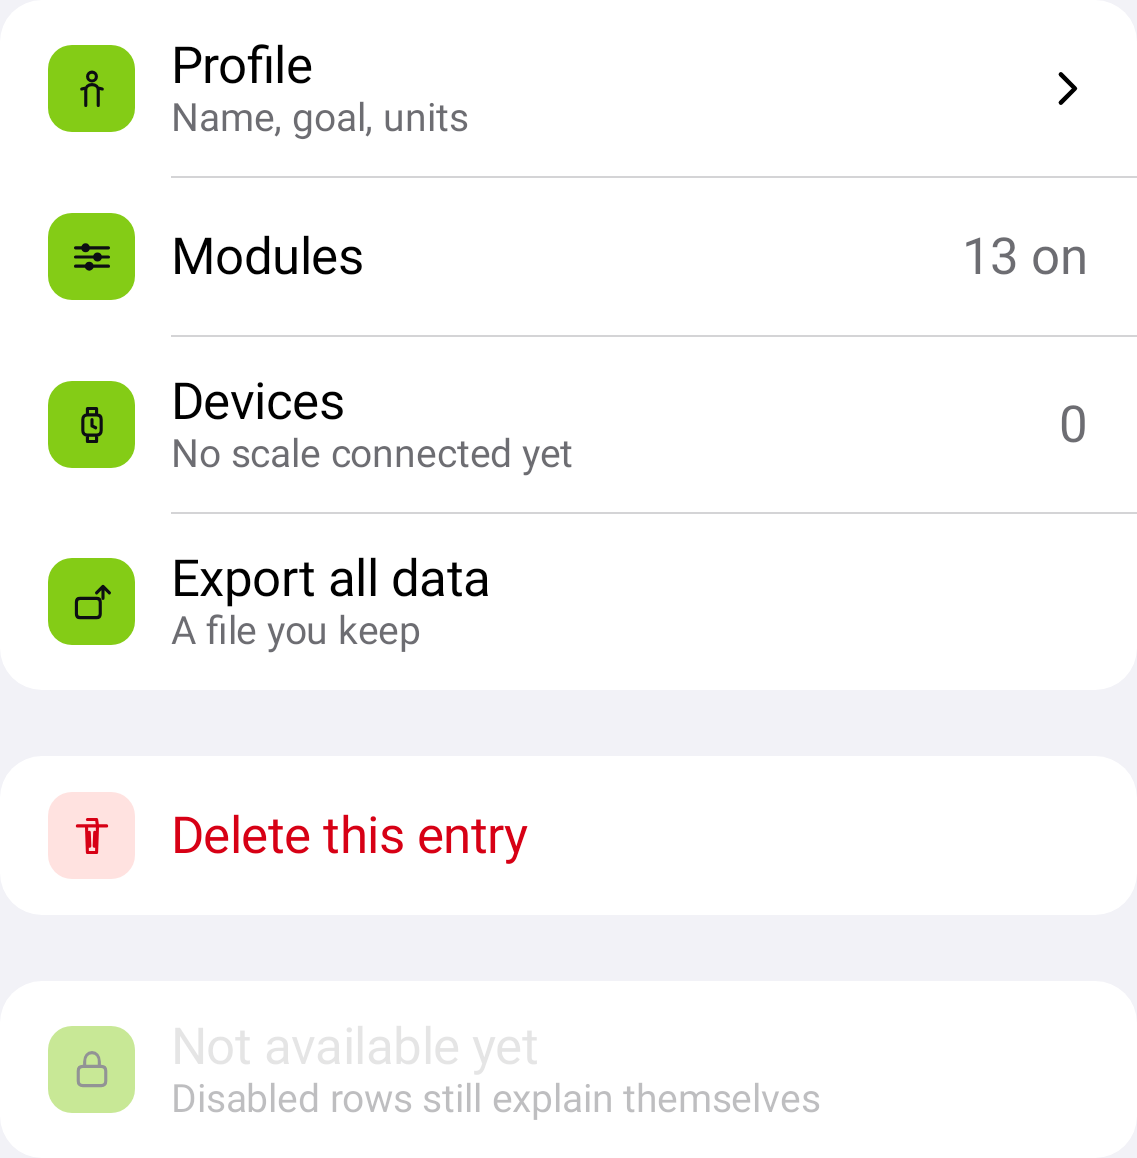 Profile
Name, goal, units
Modules
13 on
Devices
No scale connected yet
0
Export all data
A file you keep
Delete this entry
Not available yet
Disabled rows still explain themselves